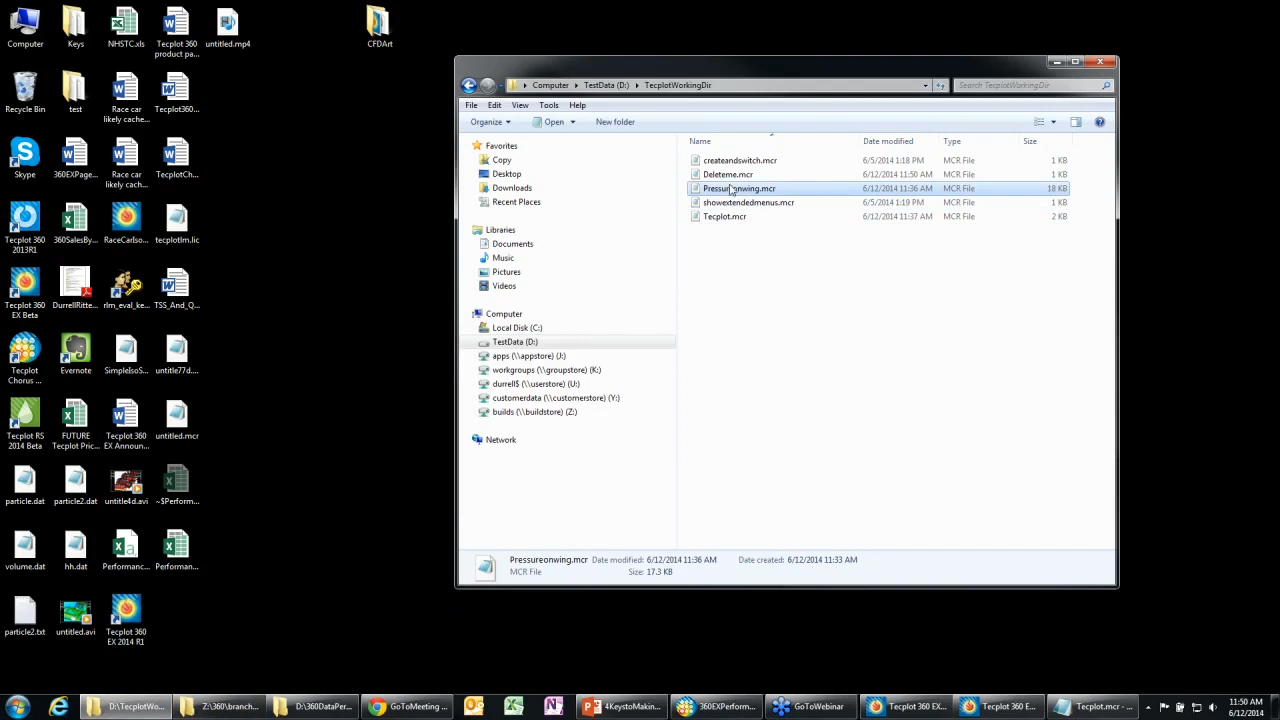 Computer
Keys
NHSTC.xls
Tecplot 360
product pa...
untitled.mp4
CFDArt
Recycle Bin
test
Race car
likely cache...
Tecplot360...
Skype
360EXPage...
Race car
likely cache...
TecplotCh...
Tecplot 360
2013R1
360SalesBy...
RaceCarIso...
tecplotlm.lic
Tecplot 360
EX Beta
DurrellRitte...
rlm_eval_ke...
TSS_And_Q...
Tecplot
Chorus ...
Evernote
SimpleIsoS...
untitle77d....
Tecplot RS
2014 Beta
FUTURE
Tecplot Pric...
Tecplot 360
EX Announ...
untitled.mcr
particle.dat
particle2.dat
untitle4d.avi
~$Perform...
volume.dat
hh.dat
Performanc...
Performan...
particle2.txt
untitled.avi
Tecplot 360
EX 2014 R1
Computer
TestData (D:)
TecplotWorkingDir
Search TecplotWorkingDir
File Edit View Tools Help
Organize Open New folder
Favorites
Copy
Desktop
Downloads
Recent Places
Libraries
Documents
Music
Pictures
Videos
Computer
Local Disk (C:)
TestData (D:)
apps (\\appstore) (J:)
workgroups (\\groupstore) (K:)
durrell$ (\\userstore) (U:)
customerdata (\\customerstore) (Y:)
builds (\\buildstore) (Z:)
Network
Name Date modified Type Size
createandswitch.mcr 6/5/2014 1:18 PM MCR File 1 KB
Deleteme.mcr 6/12/2014 11:50 AM MCR File 1 KB
Pressureonwing.mcr 6/12/2014 11:36 AM MCR File 18 KB
showextendedmenus.mcr 6/5/2014 1:19 PM MCR File 1 KB
Tecplot.mcr 6/12/2014 11:37 AM MCR File 2 KB
Pressureonwing.mcr Date modified: 6/12/2014 11:36 AM Date created: 6/12/2014 11:33 AM
MCR File Size: 17.3 KB
D:\TecplotWo...
Z:\360\branch...
D:\360DataPer...
GoToMeeting ...
4KeystoMakin...
360EXPerform...
GoToWebinar
Tecplot 360 EX...
Tecplot 360 E...
Tecplot.mcr - ...
11:50 AM
6/12/2014